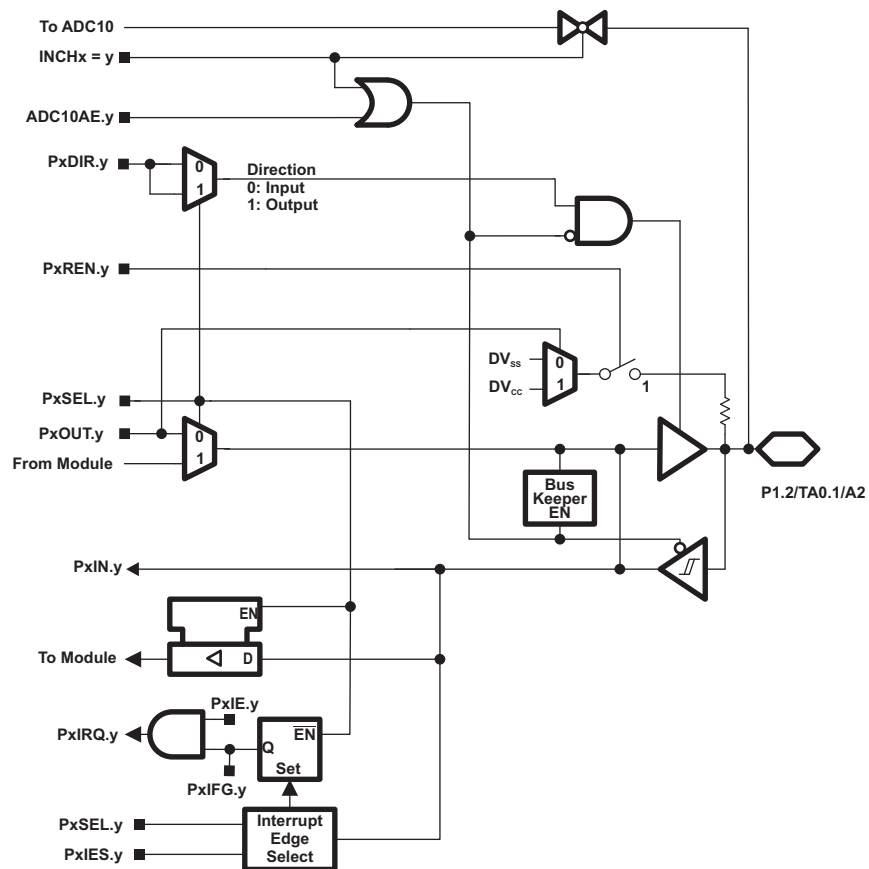 To ADC10
INCHx = y
ADC10AE.y
PxDIR.y
0
1
Direction
0: Input
1: Output
PxREN.y
DVss
DVcc
0
1
1
PxSEL.y
PxOUT.y
0
1
From Module
Bus
Keeper
EN
P1.2/TA0.1/A2
PxIN.y
EN
To Module
D
PxIE.y
PxIRQ.y
EN
Q
Set
PxIFG.y
PxSEL.y
PxIES.y
Interrupt
Edge
Select